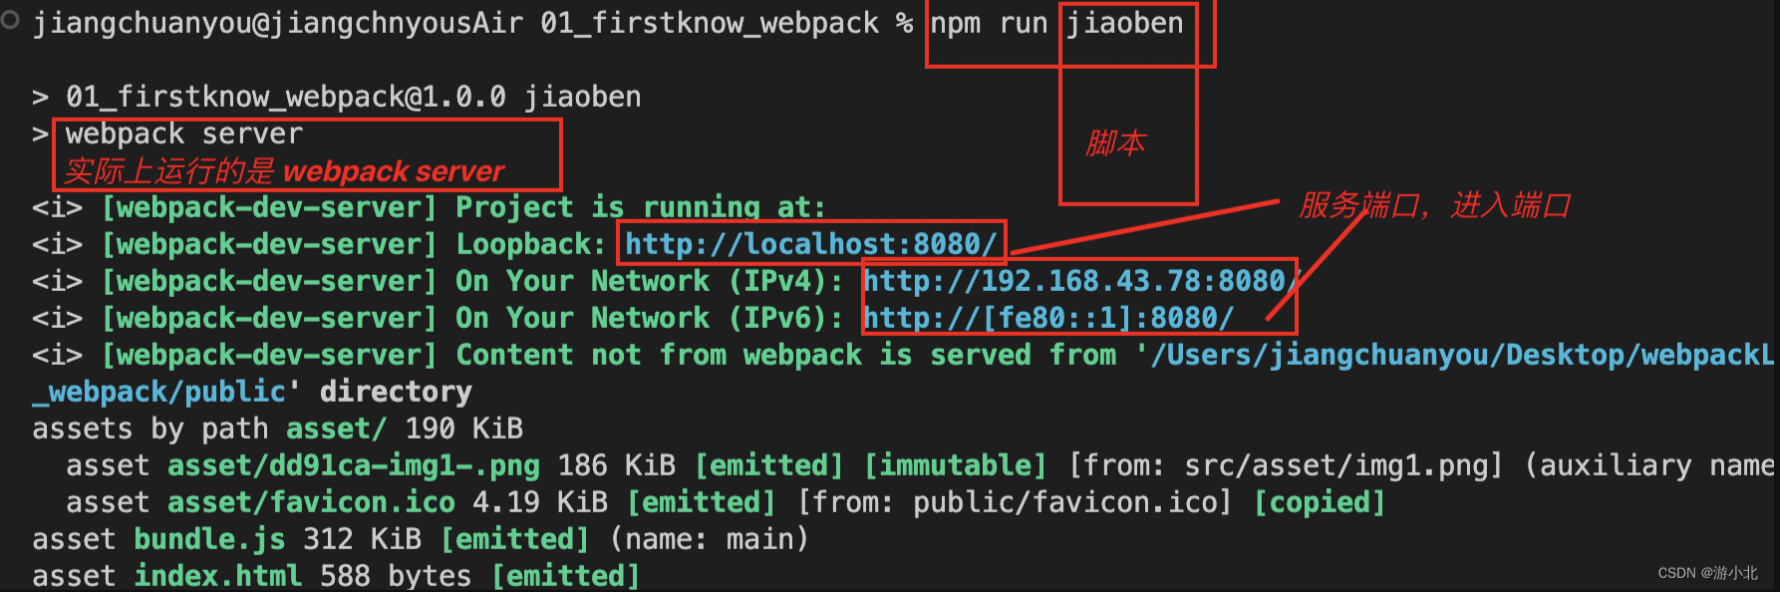 jiangchuanyou@jiangchnyousAir 01_firstknow_webpack % npm run jiaoben
> 01_firstknow_webpack@1.0.0 jiaoben
> webpack server
脚本
实际上运行的是 webpack server
<i> [webpack-dev-server] Project is running at:
服务端口，进入端口
<i> [webpack-dev-server] Loopback: http://localhost:8080/
<i> [webpack-dev-server] On Your Network (IPv4): http://192.168.43.78:8080/
<i> [webpack-dev-server] On Your Network (IPv6): http://[fe80::1]:8080/
<i> [webpack-dev-server] Content not from webpack is served from '/Users/jiangchuanyou/Desktop/webpackL
_webpack/public' directory
assets by path asset/ 190 KiB
asset asset/dd91ca-img1-.png 186 KiB [emitted] [immutable] [from: src/asset/img1.png] (auxiliary name
asset asset/favicon.ico 4.19 KiB [emitted] [from: public/favicon.ico] [copied]
asset bundle.js 312 KiB [emitted] (name: main)
asset index.html 588 bytes [emitted]
CSDN @游小北